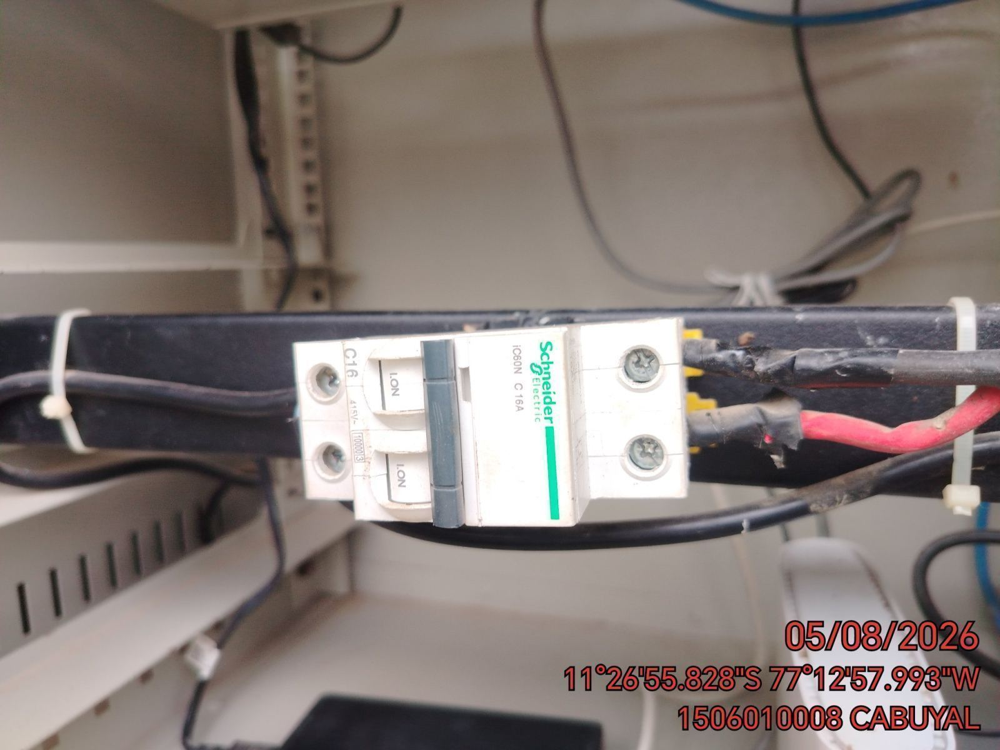 C16
415V~
10000 3
I.ON
I.ON
iC60N C 16A
Schneider
Electric
05/08/2026
11°26'55.828"S 77°12'57.993"W
1506010008 CABUYAL